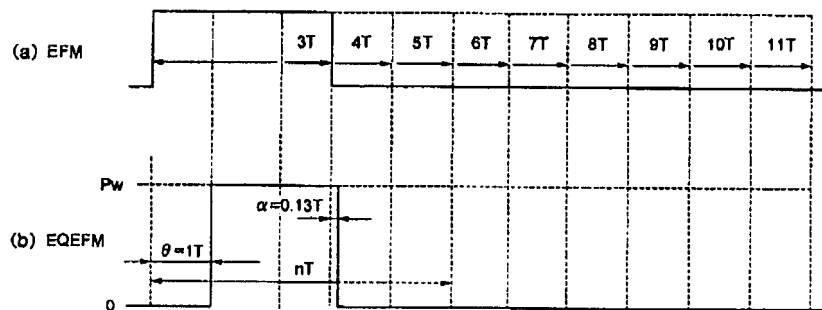 (a) EFM
3T 4T 5T 6T 7T 8T 9T 10T 11T
Pw
α=0.13T
(b) EQEFM
θ=1T
nT
0